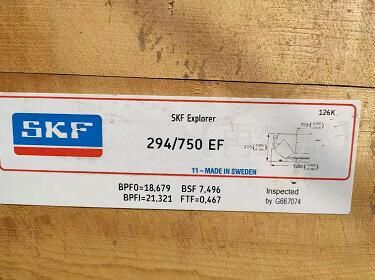 SKF Explorer
126K
SKF
294/750 EF
11 – MADE IN SWEDEN
BPFO=18,679 BSF 7,496
BPFI=21,321 FTF=0,467
Inspected
by G667074